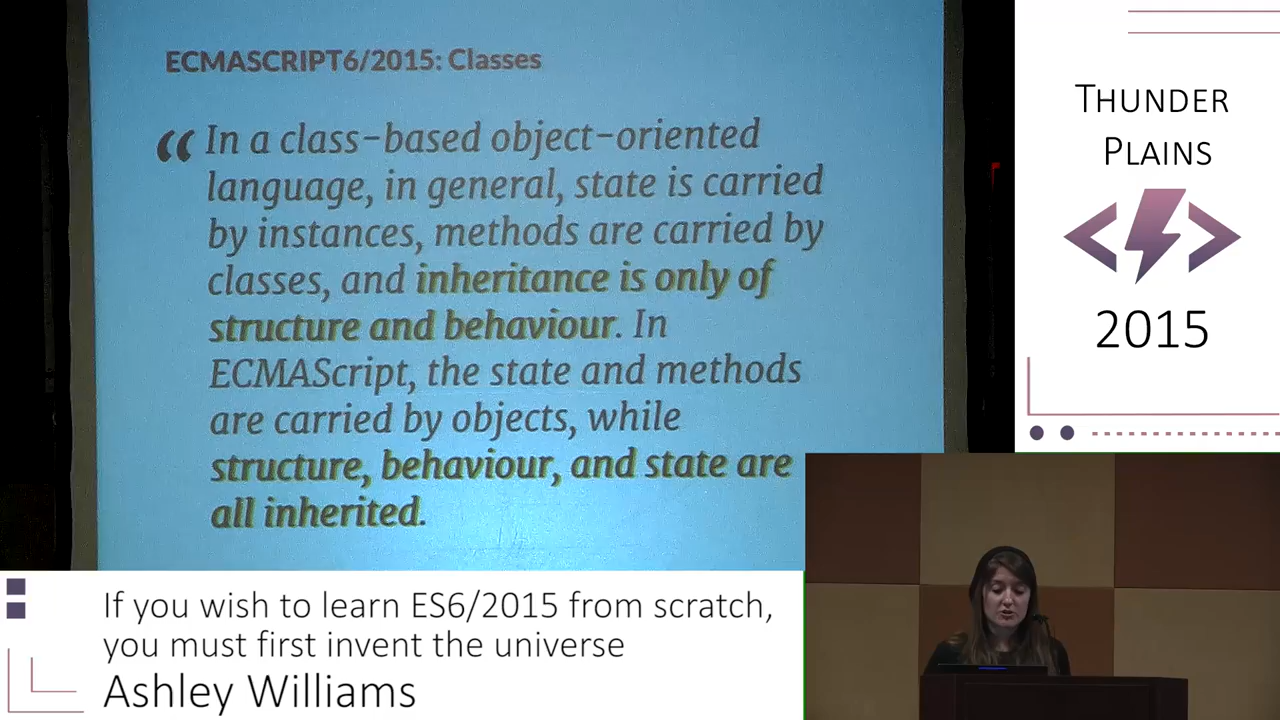 ECMASCRIPT6/2015: Classes
“ In a class-based object-oriented
language, in general, state is carried
by instances, methods are carried by
classes, and inheritance is only of
structure and behaviour. In
ECMAScript, the state and methods
are carried by objects, while
structure, behaviour, and state are
all inherited.
THUNDER
PLAINS
2015
If you wish to learn ES6/2015 from scratch,
you must first invent the universe
Ashley Williams